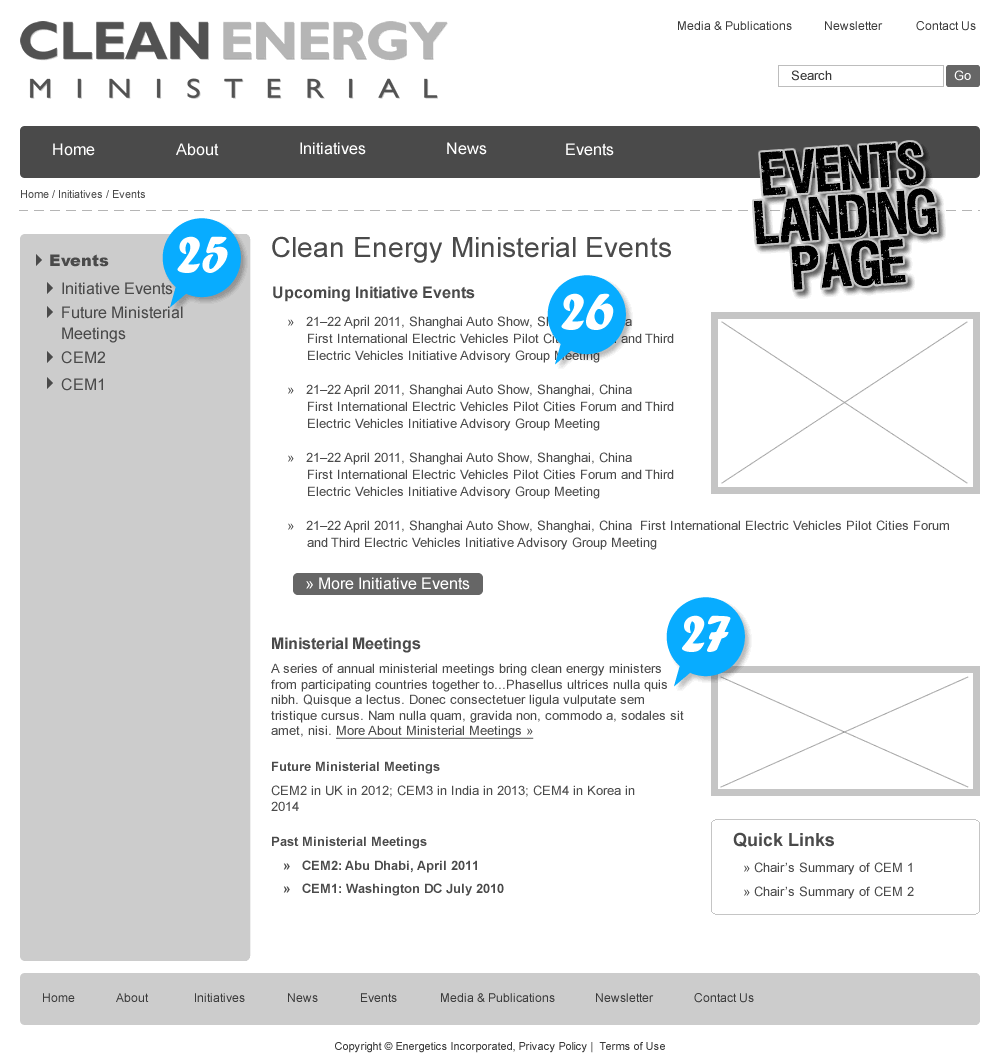 CLEAN ENERGY
MINISTERIAL
Media & Publications Newsletter Contact Us
Search Go
Home About Initiatives News Events
EVENTS
LANDING
PAGE
Home / Initiatives / Events
25
Events
Initiative Events
Future Ministerial
Meetings
CEM2
CEM1
Clean Energy Ministerial Events
Upcoming Initiative Events
26
» 21–22 April 2011, Shanghai Auto Show,
First International Electric Vehicles Pilot and Third
Electric Vehicles Initiative Advisory Group Meeting
» 21–22 April 2011, Shanghai Auto Show, Shanghai, China
First International Electric Vehicles Pilot Cities Forum and Third
Electric Vehicles Initiative Advisory Group Meeting
» 21–22 April 2011, Shanghai Auto Show, Shanghai, China
First International Electric Vehicles Pilot Cities Forum and Third
Electric Vehicles Initiative Advisory Group Meeting
» 21–22 April 2011, Shanghai Auto Show, Shanghai, China First International Electric Vehicles Pilot Cities Forum
and Third Electric Vehicles Initiative Advisory Group Meeting
» More Initiative Events
27
Ministerial Meetings
A series of annual ministerial meetings bring clean energy ministers
from participating countries together to...Phasellus ultrices nulla quis
nibh. Quisque a lectus. Donec consectetuer ligula vulputate sem
tristique cursus. Nam nulla quam, gravida non, commodo a, sodales sit
amet, nisi. More About Ministerial Meetings »
Future Ministerial Meetings
CEM2 in UK in 2012; CEM3 in India in 2013; CEM4 in Korea in
2014
Past Ministerial Meetings
» CEM2: Abu Dhabi, April 2011
» CEM1: Washington DC July 2010
Quick Links
» Chair's Summary of CEM 1
» Chair's Summary of CEM 2
Home About Initiatives News Events Media & Publications Newsletter Contact Us
Copyright © Energetics Incorporated, Privacy Policy | Terms of Use